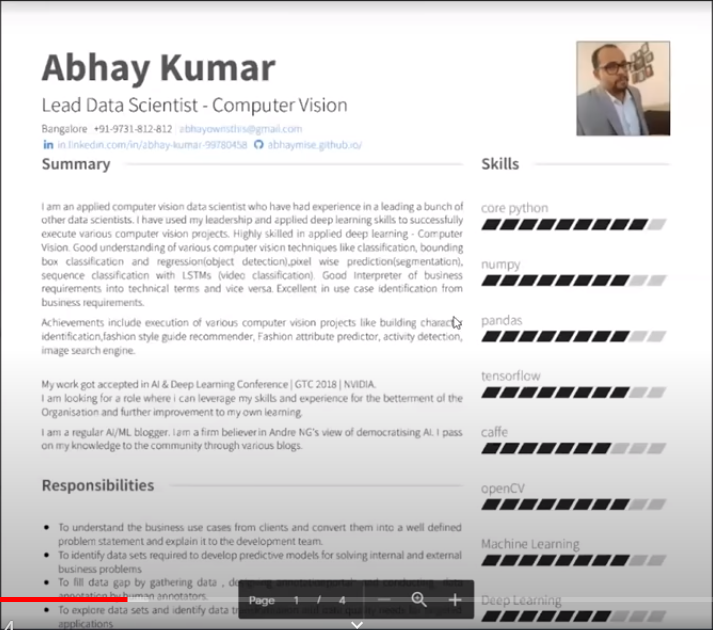 Abhay Kumar
Lead Data Scientist - Computer Vision
Bangalore +91-9731-812-812 abhayownsthis@gmail.com
in.linkedin.com/in/abhay-kumar-99780458 abhaymise.github.io/
Summary
I am an applied computer vision data scientist who have had experience in a leading a bunch of
other data scientists. I have used my leadership and applied deep learning skills to successfully
execute various computer vision projects. Highly skilled in applied deep learning - Computer
Vision. Good understanding of various computer vision techniques like classification, bounding
box classification and regression(object detection),pixel wise prediction(segmentation),
sequence classification with LSTMs (video classification). Good Interpreter of business
requirements into technical terms and vice versa. Excellent in use case identification from
business requirements.
Achievements include execution of various computer vision projects like building
identification,fashion style guide recommender, Fashion attribute predictor, activity detection,
image search engine.
My work got accepted in AI & Deep Learning Conference | GTC 2018 | NVIDIA.
I am looking for a role where i can leverage my skills and experience for the betterment of the
Organisation and further improvement to my own learning.
I am a regular AI/ML blogger. I am a firm believer in Andre NG's view of democratising AI. I pass
on my knowledge to the community through various blogs.
Responsibilities
• To understand the business use cases from clients and convert them into a well defined
problem statement and explain it to the development team.
• To identify data sets required to develop predictive models for solving internal and external
business problems
• To fill data gap by gathering data , data
annotation by human annotators.
• To explore data sets and identify data
applications
Skills
core python
numpy
pandas
tensorflow
caffe
openCV
Machine Learning
Deep Learning
Page 1 / 4
4